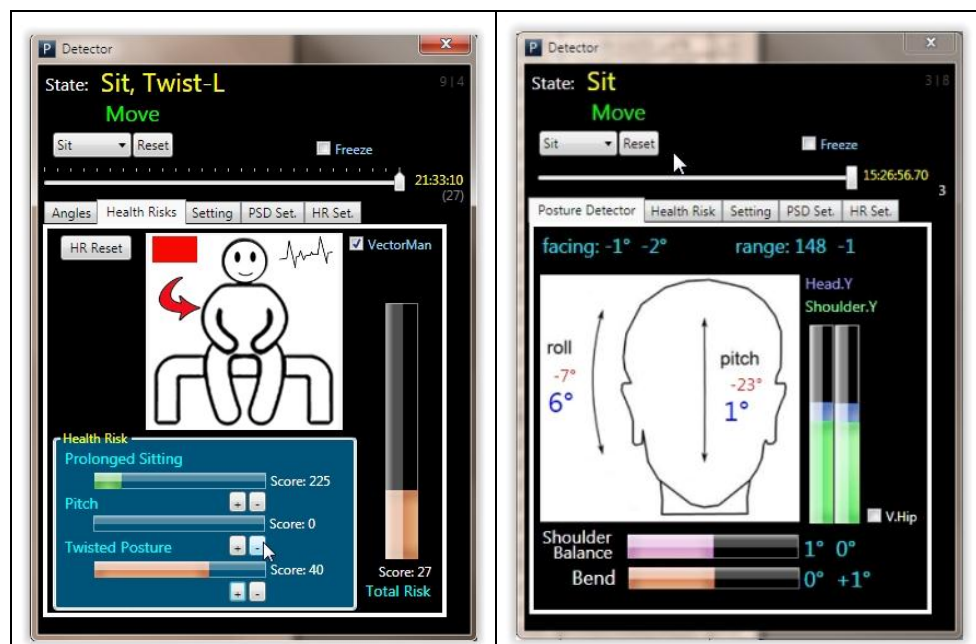 P Detector
State: Sit, Twist-L
9|4
Move
Sit Reset Freeze
21:33:10
(27)
Angles Health Risks Setting PSD Set. HR Set.
HR Reset
VectorMan
Health Risk
Prolonged Sitting
Score: 225
Pitch + -
Score: 0
Twisted Posture + -
Score: 40
+ -
Score: 27
Total Risk
P Detector
State: Sit
3|8
Move
Sit Reset Freeze
15:26:56.70
3
Posture Detector Health Risk Setting PSD Set. HR Set.
facing: -1° -2° range: 148 -1
Head.Y
Shoulder.Y
roll
-7°
6°
pitch
-23°
1°
V.Hip
Shoulder
Balance 1° 0°
Bend 0° +1°